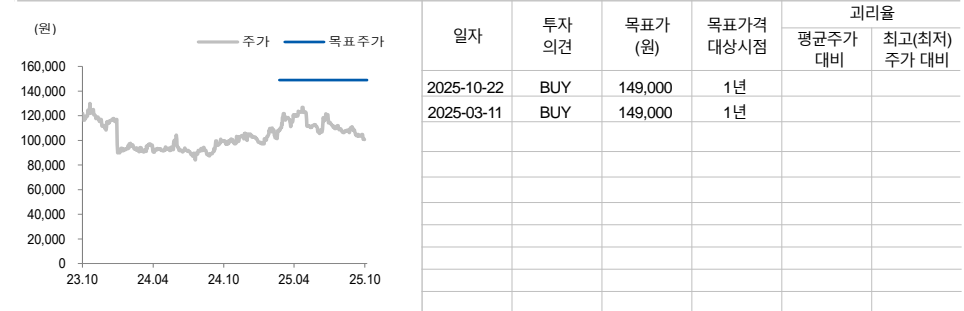 (원)
주가 목표주가
160,000
140,000
120,000
100,000
80,000
60,000
40,000
20,000
0
23.10 24.04 24.10 25.04 25.10
일자 투자의견 목표가(원) 목표가격대상시점 괴리율
평균주가대비 최고(최저)주가 대비
2025-10-22 BUY 149,000 1년
2025-03-11 BUY 149,000 1년